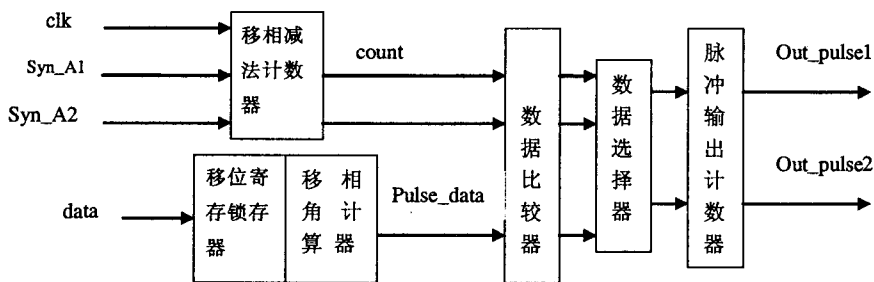 clk
Syn_A1
Syn_A2
移相减
法计数
器
count
data
移位寄
存锁存
器
移相
角计
算器
Pulse_data
数
据
比
较
器
数
据
选
择
器
脉
冲
输
出
计
数
器
Out_pulse1
Out_pulse2